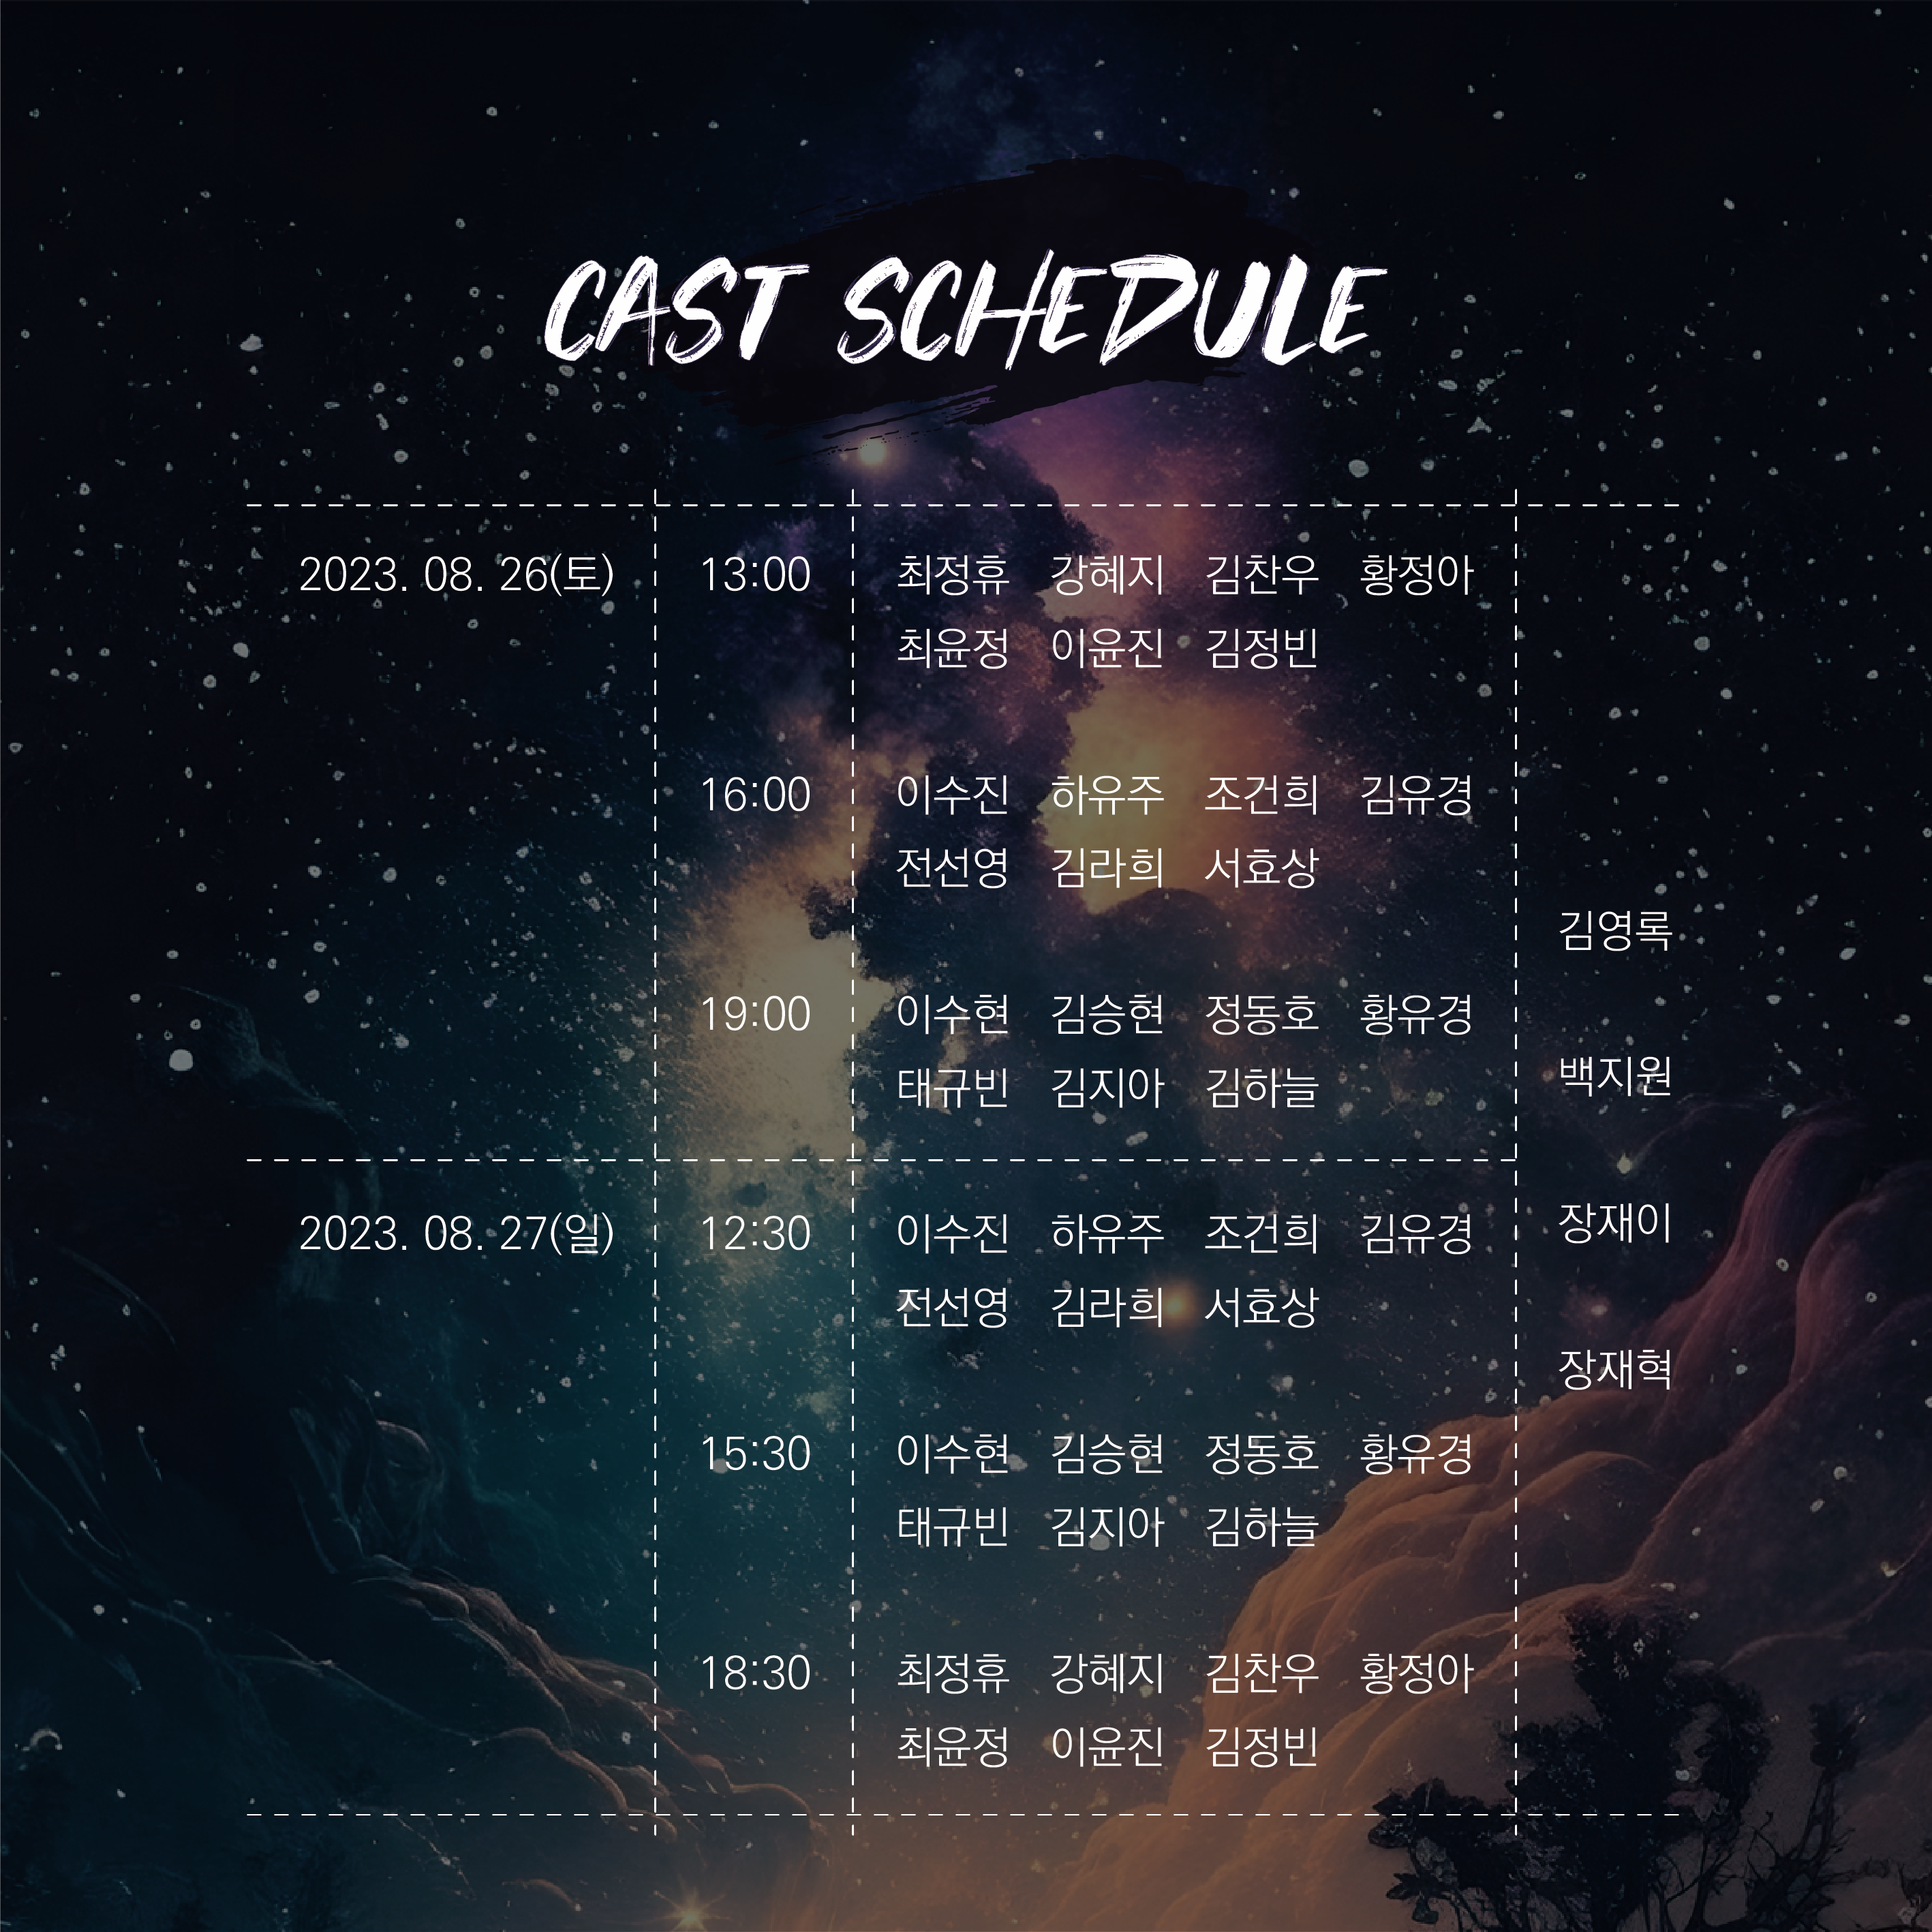 CAST SCHEDULE
2023. 08. 26(토) 13:00 최정휴 강혜지 김찬우 황정아
최윤정 이윤진 김정빈
16:00 이수진 하유주 조건희 김유경
전선영 김라희 서효상
19:00 이수현 김승현 정동호 황유경
태규빈 김지아 김하늘
2023. 08. 27(일) 12:30 이수진 하유주 조건희 김유경
전선영 김라희 서효상
15:30 이수현 김승현 정동호 황유경
태규빈 김지아 김하늘
18:30 최정휴 강혜지 김찬우 황정아
최윤정 이윤진 김정빈
김영록
백지원
장재이
장재혁